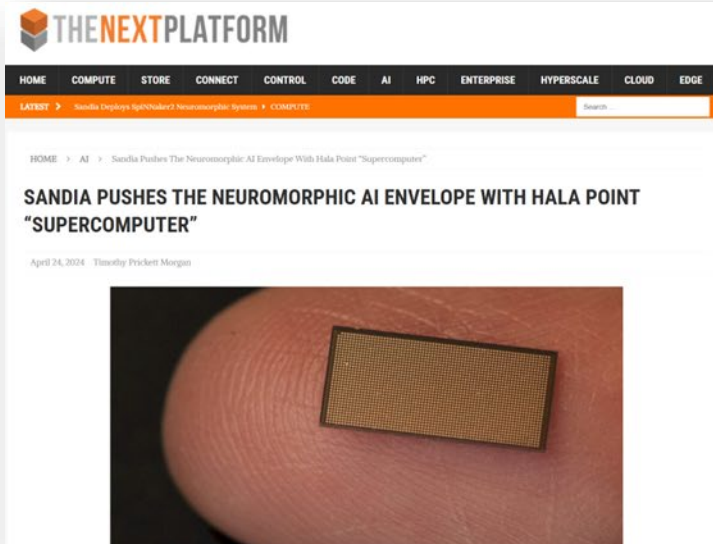 THENEXTPLATFORM
HOME COMPUTE STORE CONNECT CONTROL CODE AI HPC ENTERPRISE HYPERSCALE CLOUD EDGE
LATEST > Sandia Deploys SpiNNaker2 Neuromorphic System > COMPUTE Search ...
HOME > AI > Sandia Pushes The Neuromorphic AI Envelope With Hala Point “Supercomputer”
SANDIA PUSHES THE NEUROMORPHIC AI ENVELOPE WITH HALA POINT
“SUPERCOMPUTER”
April 24, 2024 Timothy Prickett Morgan